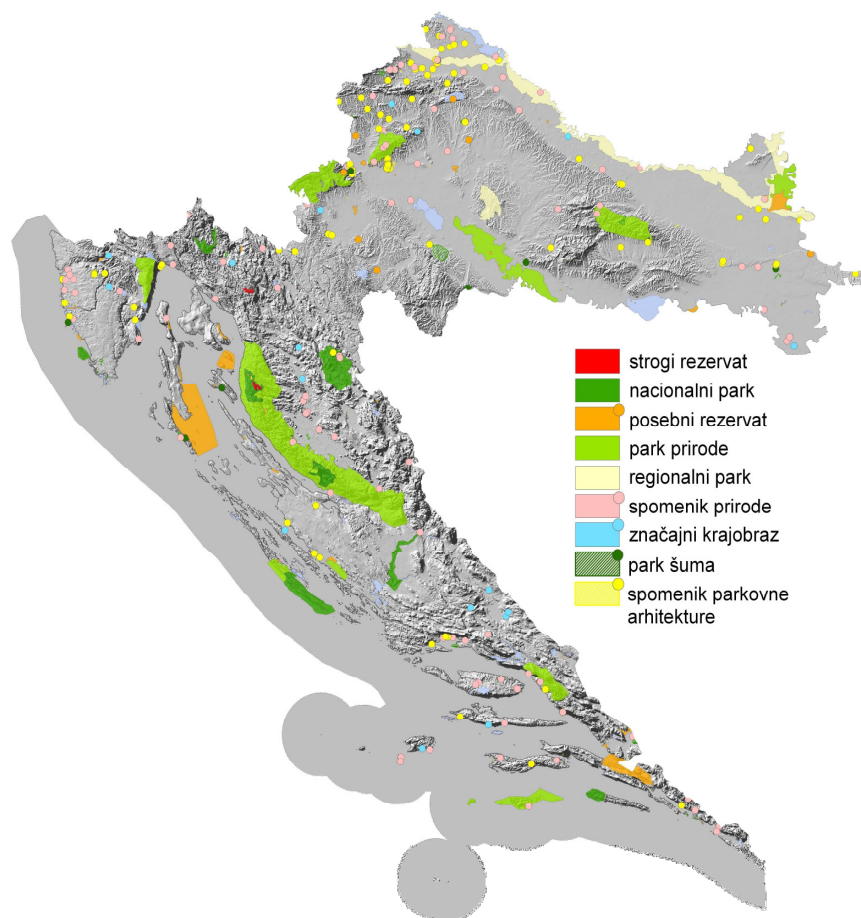 strogi rezervat
nacionalni park
posebni rezervat
park prirode
regionalni park
spomenik prirode
značajni krajobraz
park šuma
spomenik parkovne
arhitekture